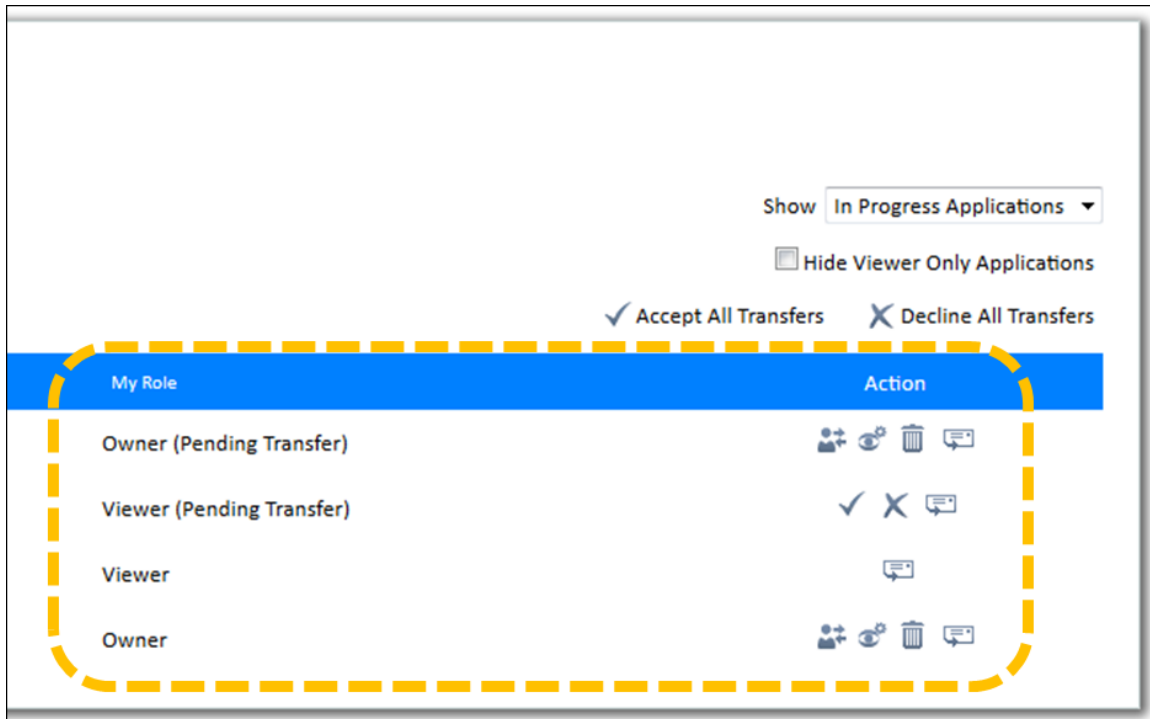 Show In Progress Applications
Hide Viewer Only Applications
Accept All Transfers Decline All Transfers
My Role Action
Owner (Pending Transfer)
Viewer (Pending Transfer)
Viewer
Owner